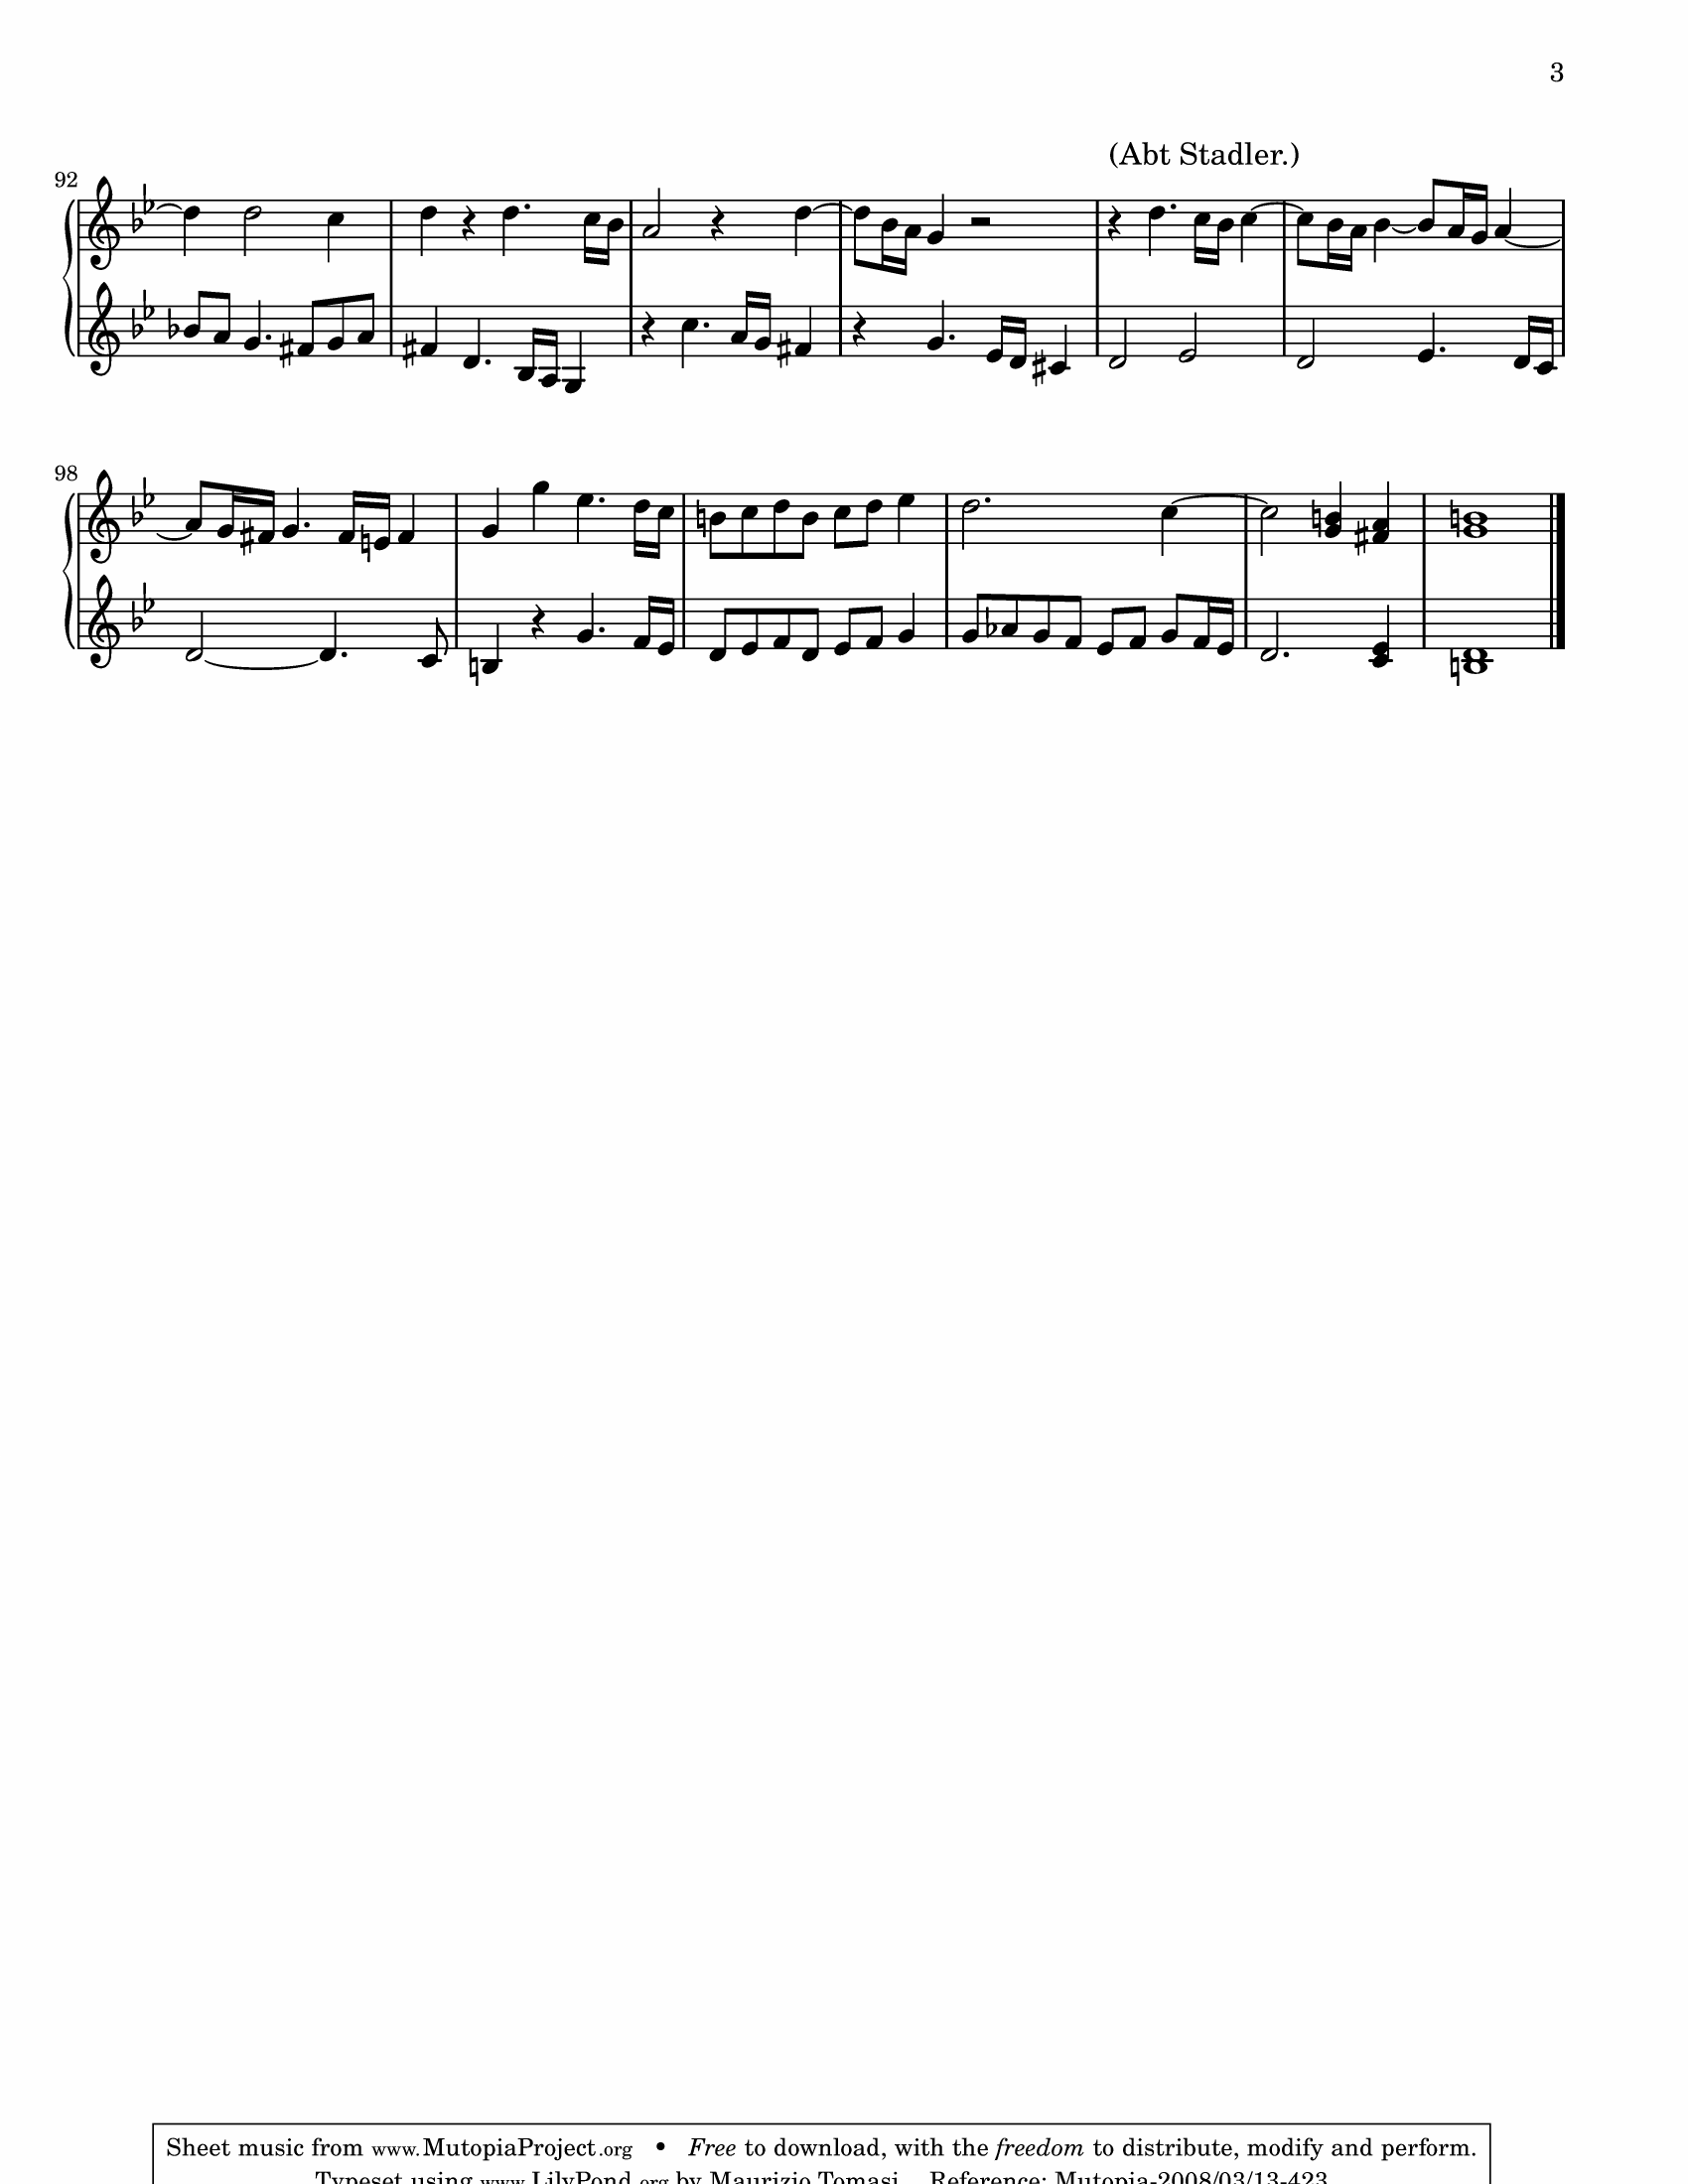 3
(Abt Stadler.)
92
98
Sheet music from www.MutopiaProject.org • Free to download, with the freedom to distribute, modify and perform.
Typeset using www.LilyPond.org by Maurizio Tomasi. Reference: Mutopia-2008/03/13-423